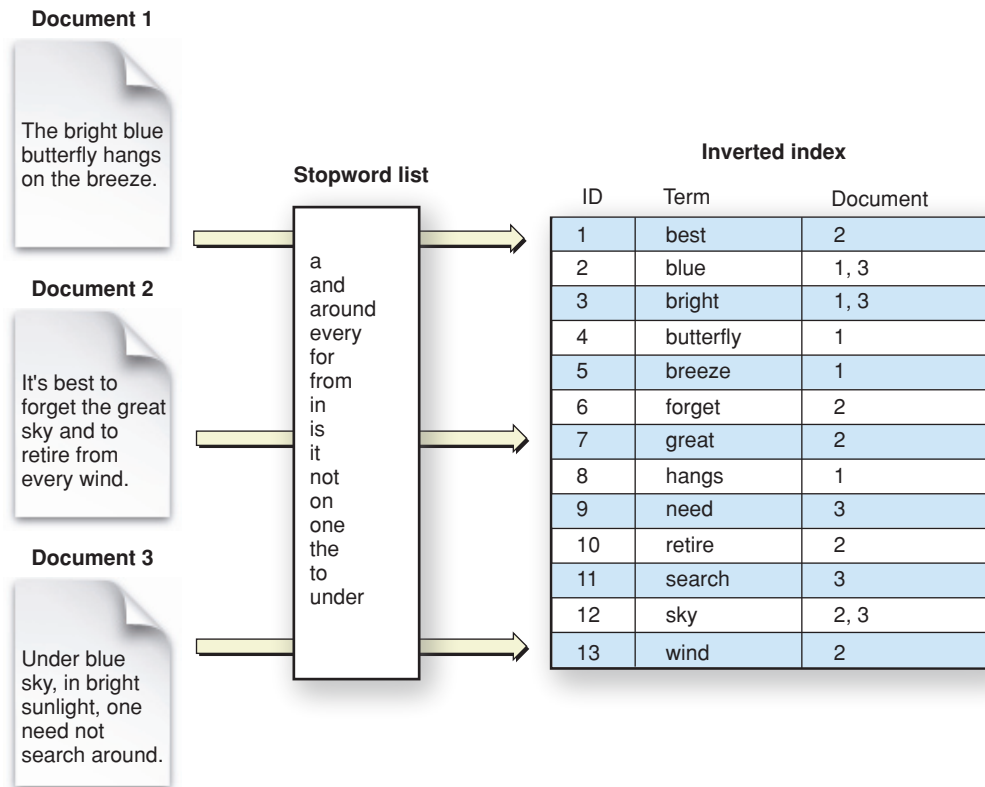 Document 1
The bright blue
butterfly hangs
on the breeze.
Document 2
It's best to
forget the great
sky and to
retire from
every wind.
Document 3
Under blue
sky, in bright
sunlight, one
need not
search around.
Stopword list
a
and
around
every
for
from
in
is
it
not
on
one
the
to
under
Inverted index
ID Term Document
1 best 2
2 blue 1, 3
3 bright 1, 3
4 butterfly 1
5 breeze 1
6 forget 2
7 great 2
8 hangs 1
9 need 3
10 retire 2
11 search 3
12 sky 2, 3
13 wind 2